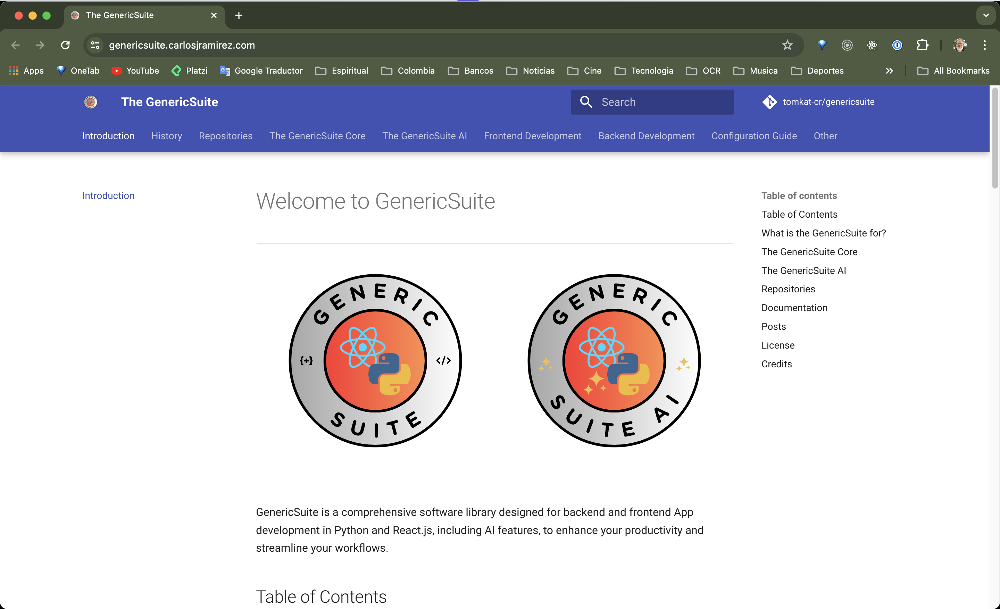 The GenericSuite
genericsuite.carlosjramirez.com
Apps OneTab YouTube Platzi Google Traductor Espiritual Colombia Bancos Noticias Cine Tecnologia OCR Musica Deportes All Bookmarks
The GenericSuite Search tomkat-cr/genericsuite
Introduction History Repositories The GenericSuite Core The GenericSuite AI Frontend Development Backend Development Configuration Guide Other
Introduction
Welcome to GenericSuite
GENERIC
{+} </>
SUITE
GENERIC
SUITE AI
GenericSuite is a comprehensive software library designed for backend and frontend App
development in Python and React.js, including AI features, to enhance your productivity and
streamline your workflows.
Table of Contents
Table of contents
Table of Contents
What is the GenericSuite for?
The GenericSuite Core
The GenericSuite AI
Repositories
Documentation
Posts
License
Credits